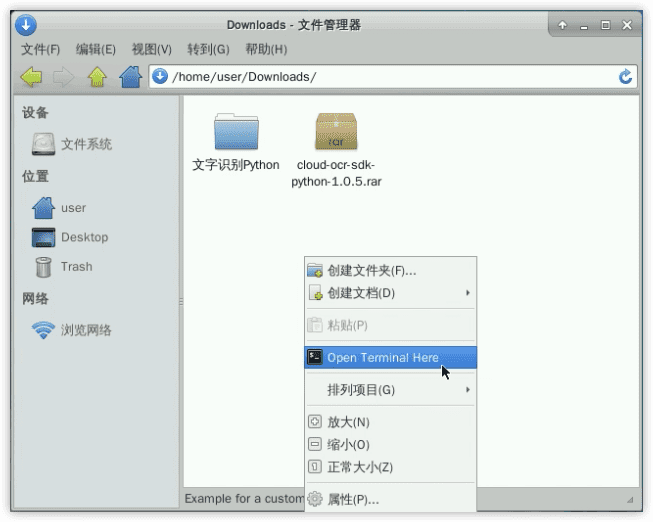 Downloads - 文件管理器
文件(F) 编辑(E) 视图(V) 转到(G) 帮助(H)
/home/user/Downloads/
设备
文件系统
位置
user
Desktop
Trash
网络
浏览网络
文字识别Python
rar
cloud-ocr-sdk-
python-1.0.5.rar
创建文件夹(F)...
创建文档(D)
粘贴(P)
Open Terminal Here
排列项目(G)
放大(N)
缩小(O)
正常大小(Z)
属性(P)...
Example for a custom